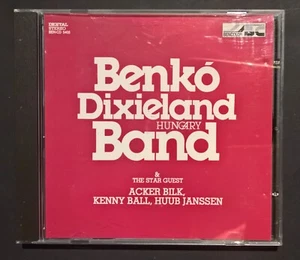 DIGITAL
STEREO
Benkó
Dixieland
HUNGARY
Band
&
THE STAR GUEST
ACKER BILK,
KENNY BALL, HUUB JANSSEN